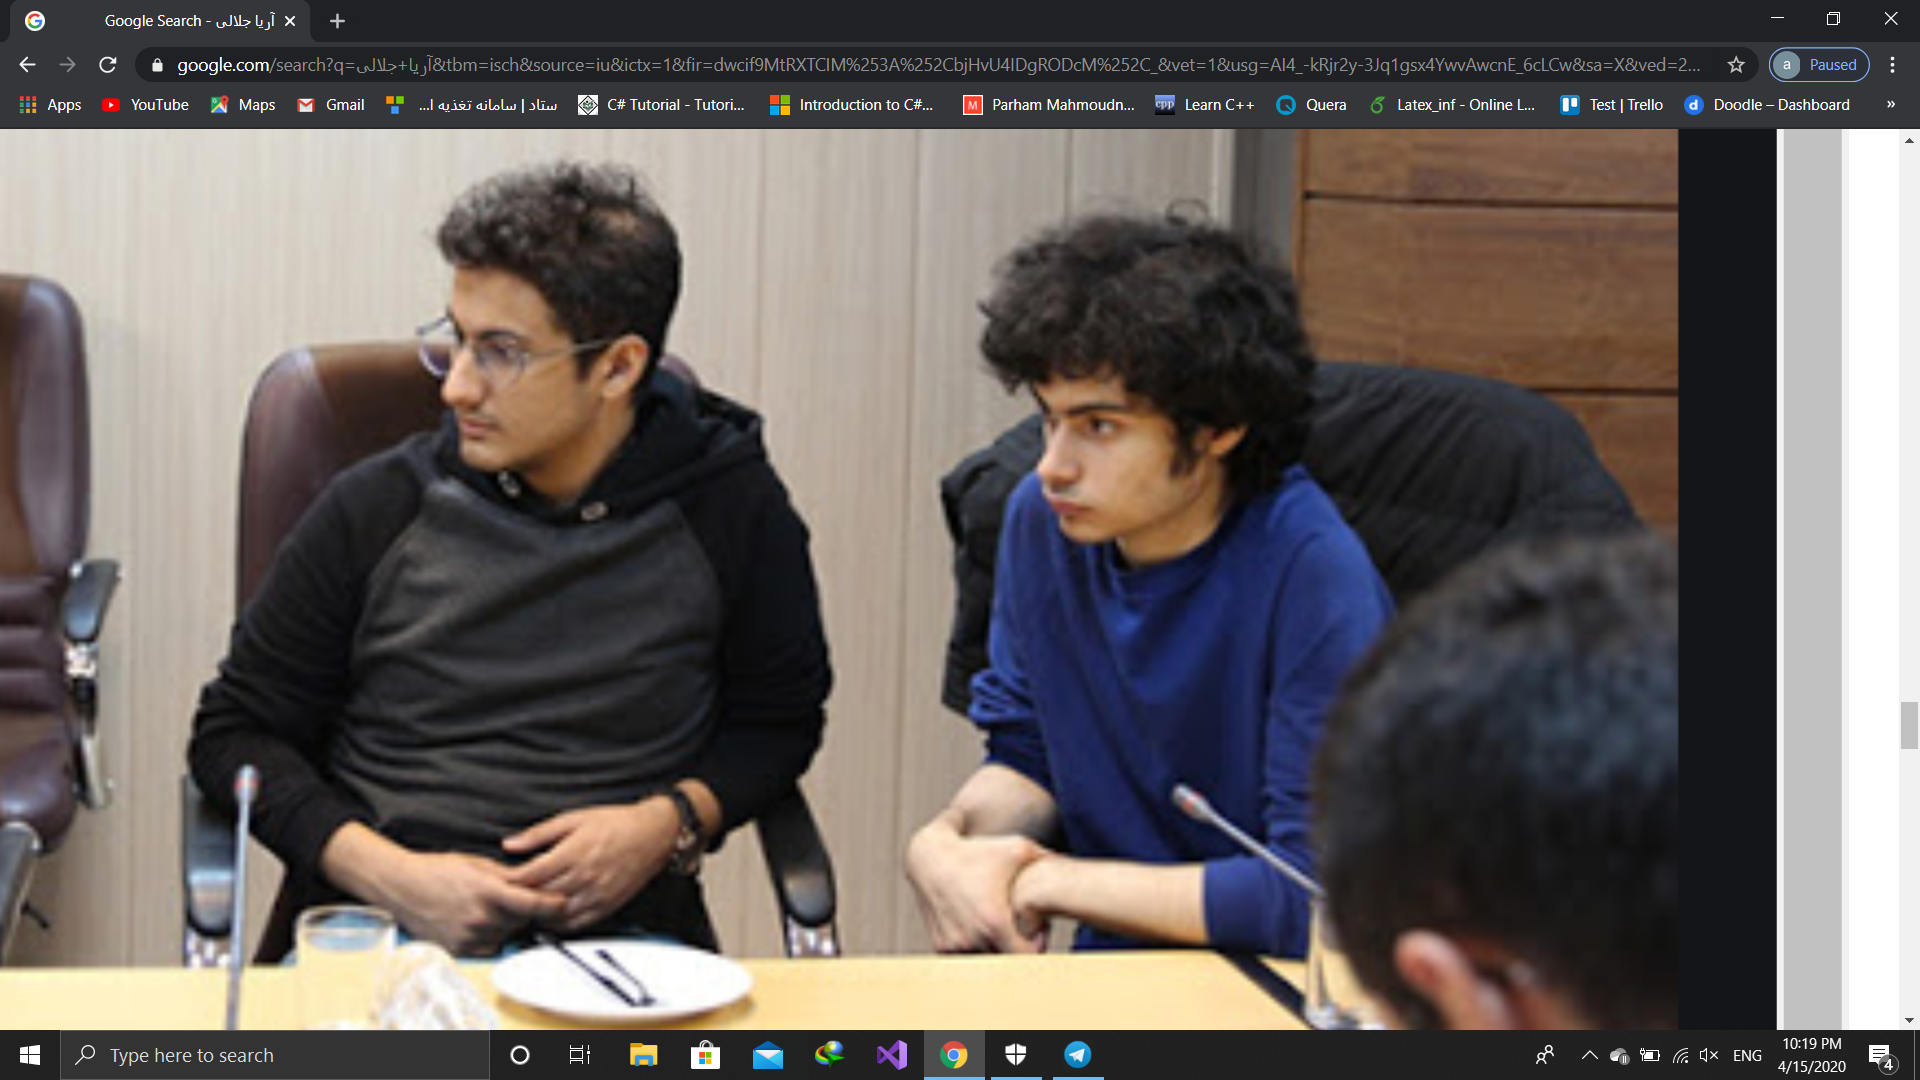 آریا جلالی - Google Search
google.com/search?q=آریا+جلالی&tbm=isch&source=iu&ictx=1&fir=dwcif9MtRXTCIM%253A%252CbjHvU4IDgRODcM%252C_&vet=1&usg=AI4_-kRjr2y-3Jq1gsx4YwvAwcnE_6cLCw&sa=X&ved=2...
a Paused
Apps YouTube Maps Gmail ستاد | سامانه تغذیه ا... C# Tutorial - Tutori... Introduction to C#... Parham Mahmoudn... Learn C++ Quera Latex_inf - Online L... Test | Trello Doodle – Dashboard »
Type here to search
ENG
10:19 PM
4/15/2020
4